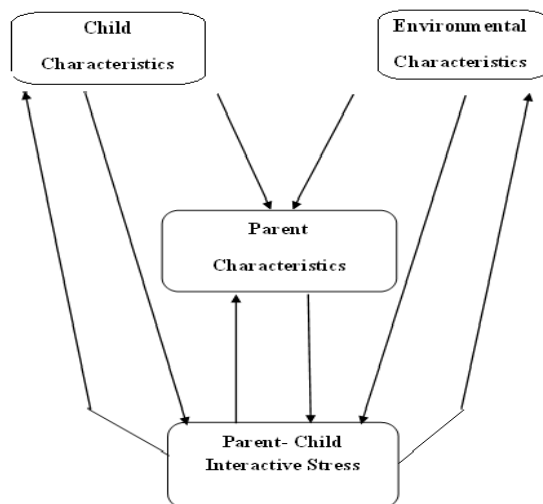 Child
Characteristics
Environmental
Characteristics
Parent
Characteristics
Parent- Child
Interactive Stress